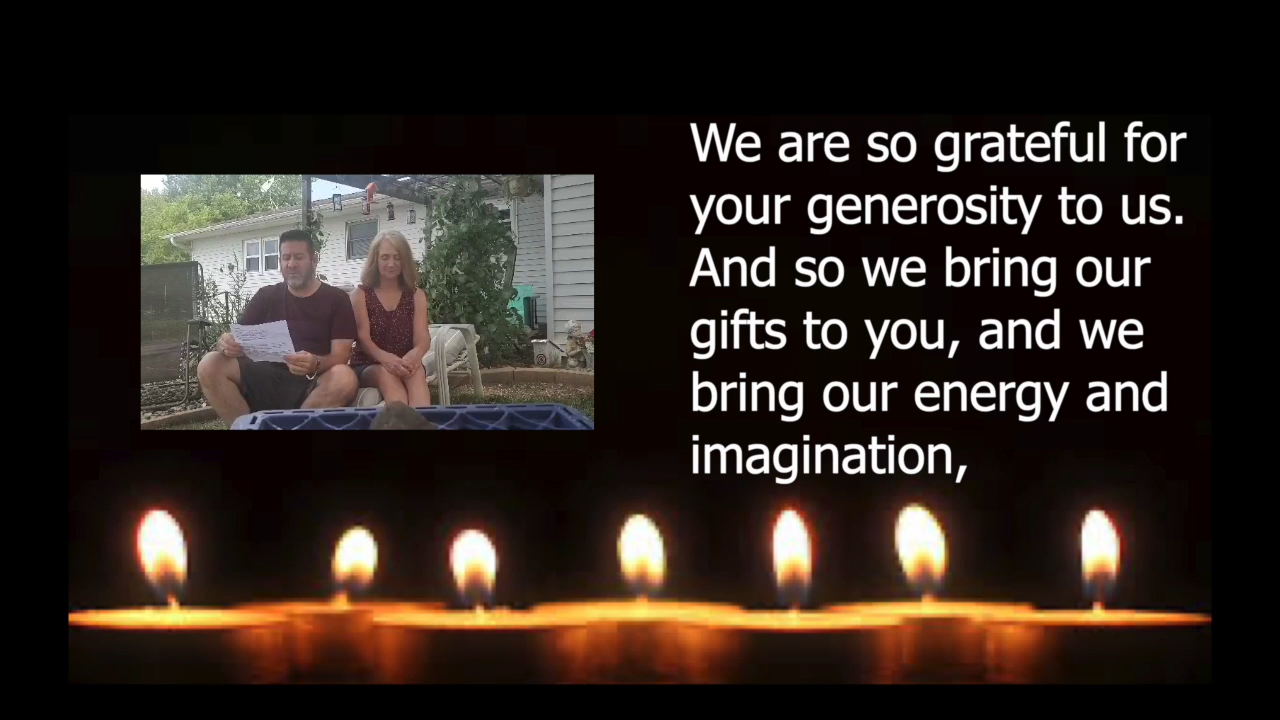 We are so grateful for
your generosity to us.
And so we bring our
gifts to you, and we
bring our energy and
imagination,